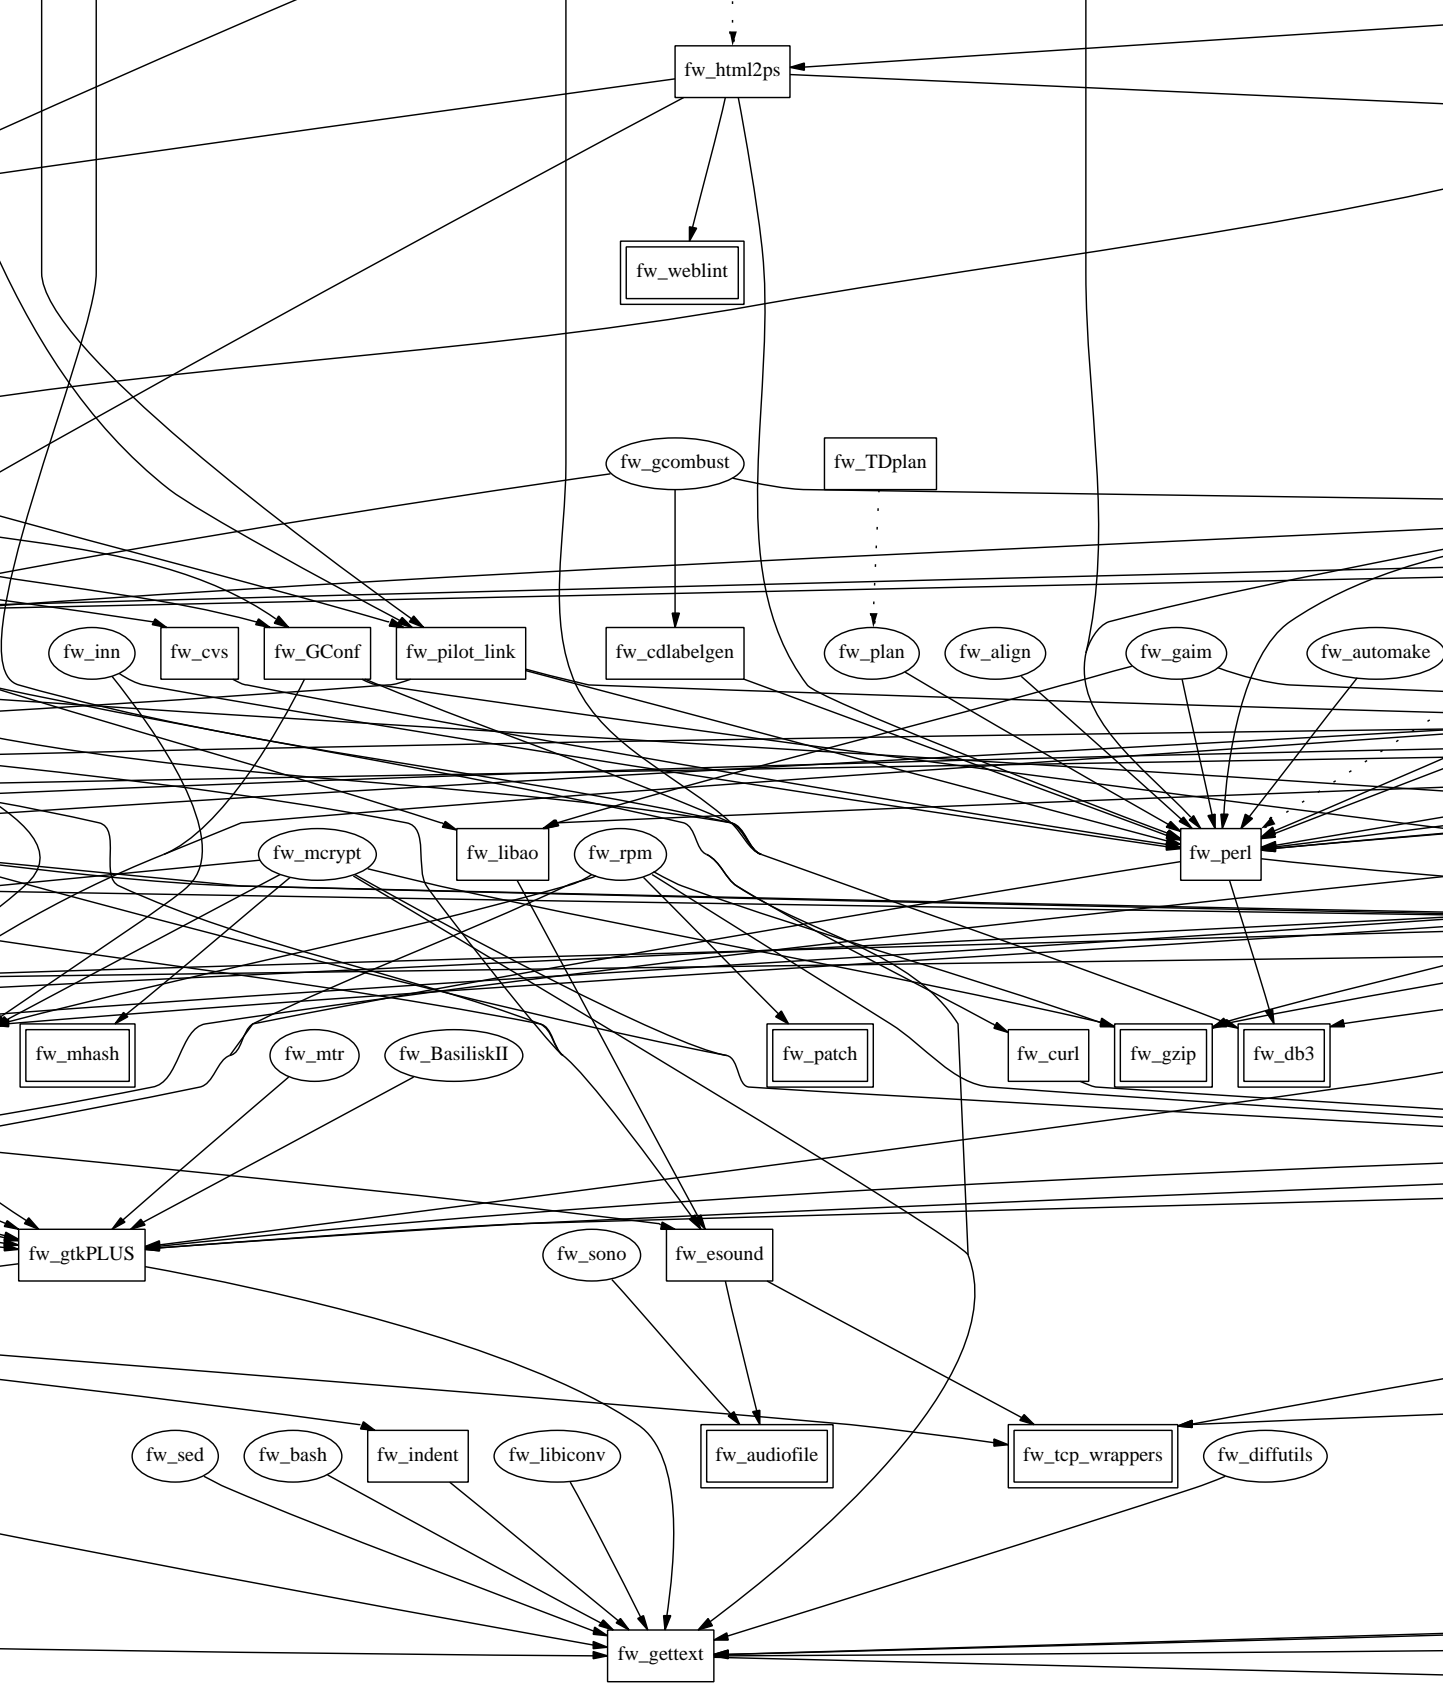 fw_html2ps
fw_weblint
fw_gcombust
fw_TDplan
fw_inn
fw_cvs
fw_GConf
fw_pilot_link
fw_cdlabelgen
fw_plan
fw_align
fw_gaim
fw_automake
fw_mcrypt
fw_libao
fw_rpm
fw_perl
fw_mhash
fw_mtr
fw_BasiliskII
fw_patch
fw_curl
fw_gzip
fw_db3
fw_gtkPLUS
fw_sono
fw_esound
fw_sed
fw_bash
fw_indent
fw_libiconv
fw_audiofile
fw_tcp_wrappers
fw_diffutils
fw_gettext